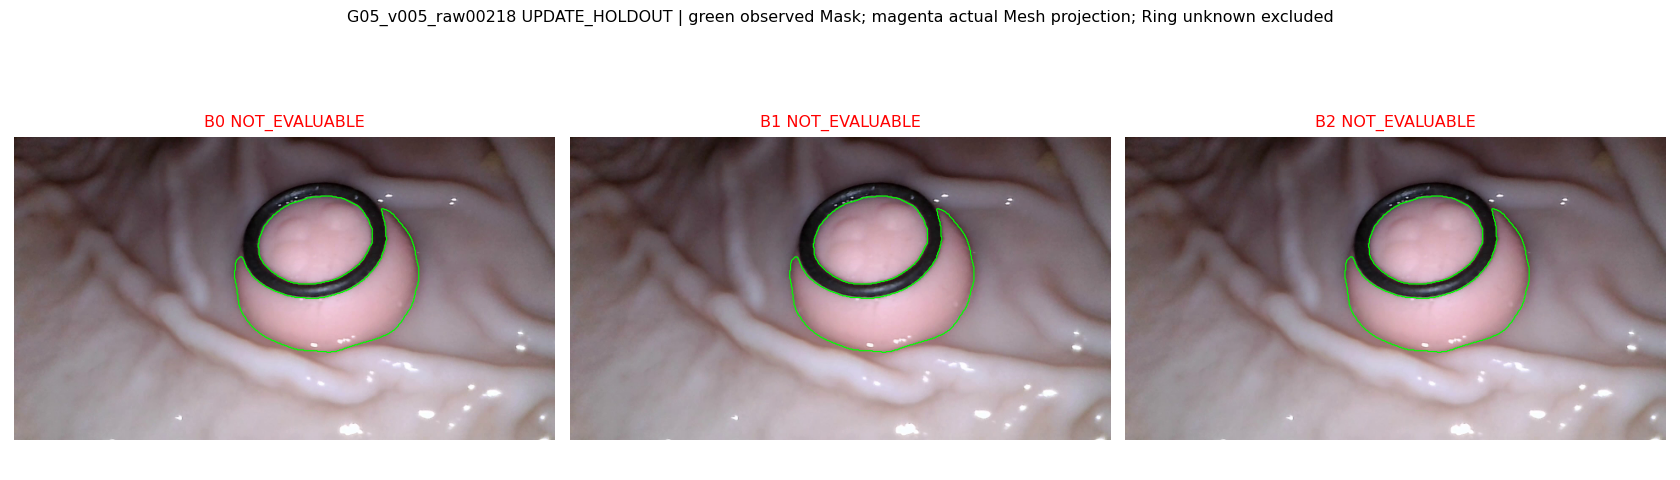 G05_v005_raw00218 UPDATE_HOLDOUT | green observed Mask; magenta actual Mesh projection; Ring unknown excluded
B0 NOT_EVALUABLE
B1 NOT_EVALUABLE
B2 NOT_EVALUABLE